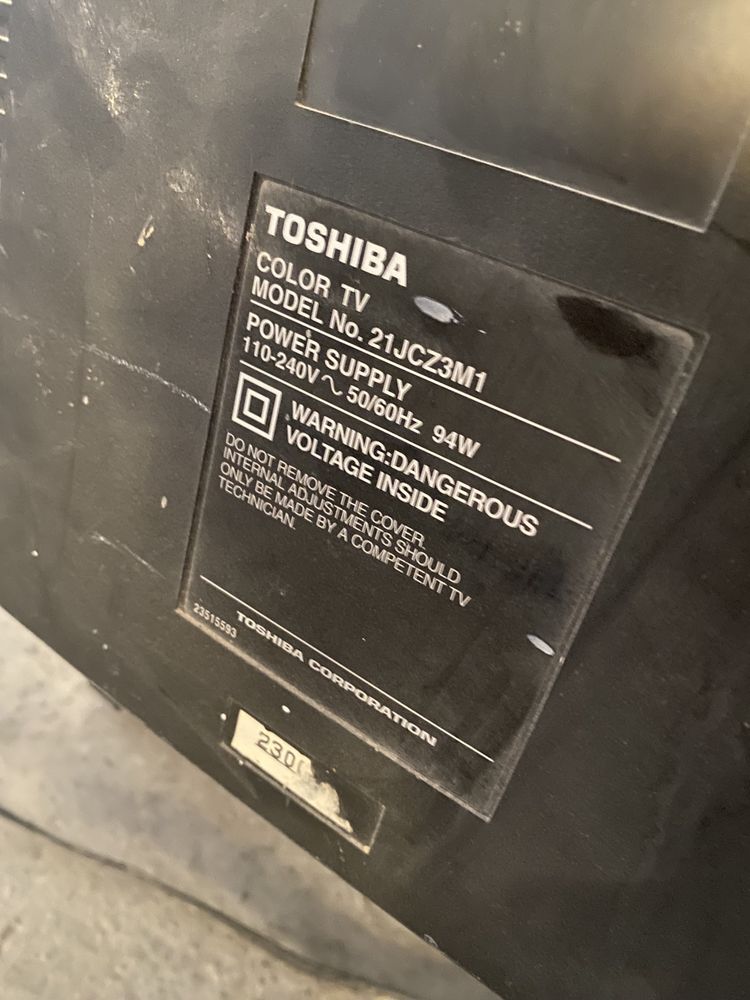 TOSHIBA
COLOR TV
MODEL No. 21JCZ3M1
POWER SUPPLY
110-240V ～ 50/60Hz 94W
WARNING:DANGEROUS
VOLTAGE INSIDE
DO NOT REMOVE THE COVER.
INTERNAL ADJUSTMENTS SHOULD
ONLY BE MADE BY A COMPETENT TV
TECHNICIAN.
23515593
TOSHIBA CORPORATION